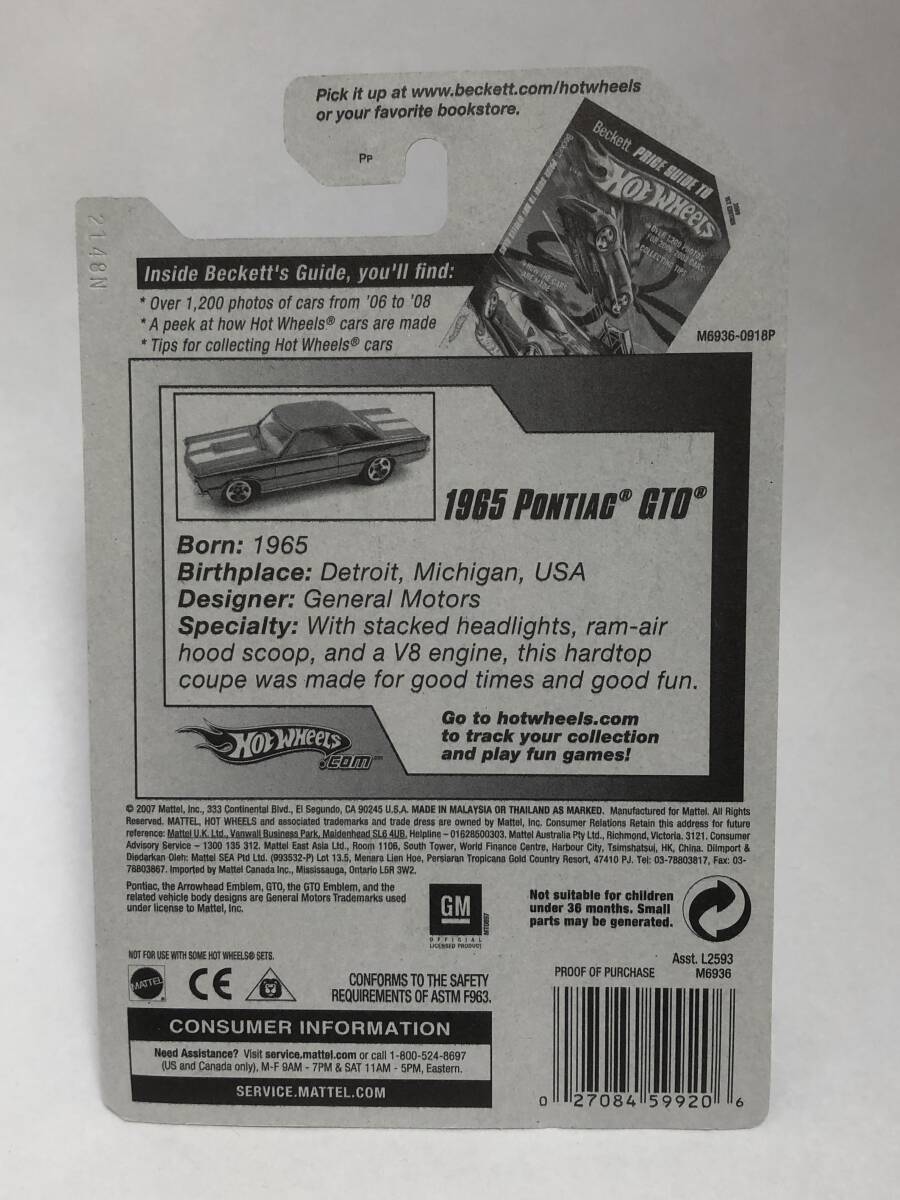 Pick it up at www.beckett.com/hotwheels
or your favorite bookstore.
PP
2148N
Beckett PRICE GUIDE TO
HOT WHEELS
Inside Beckett's Guide, you'll find:
* Over 1,200 photos of cars from '06 to '08
* A peek at how Hot Wheels® cars are made
* Tips for collecting Hot Wheels® cars
M6936-0918P
1965 PONTIAC® GTO®
Born: 1965
Birthplace: Detroit, Michigan, USA
Designer: General Motors
Specialty: With stacked headlights, ram-air
hood scoop, and a V8 engine, this hardtop
coupe was made for good times and good fun.
HOT WHEELS
.com™
Go to hotwheels.com
to track your collection
and play fun games!
© 2007 Mattel, Inc., 333 Continental Blvd., El Segundo, CA 90245 U.S.A. MADE IN MALAYSIA OR THAILAND AS MARKED. Manufactured for Mattel. All Rights
Reserved. MATTEL, HOT WHEELS and associated trademarks and trade dress are owned by Mattel, Inc. Consumer Relations Retain this address for future
reference: Mattel U.K. Ltd., Vanwall Business Park, Maidenhead SL6 4UB. Helpline – 01628500303. Mattel Australia Pty Ltd., Richmond, Victoria. 3121. Consumer
Advisory Service – 1300 135 312. Mattel East Asia Ltd., Room 1106, South Tower, World Finance Centre, Harbour City, Tsimshatsui, HK, China. Diimport &
Diedarkan Oleh: Mattel SEA Ptd Ltd. (993532-P) Lot 13.5, Menara Lien Hoe, Persiaran Tropicana Gold Country Resort, 47410 PJ. Tel: 03-78803817, Fax: 03-
78803867. Imported by Mattel Canada Inc., Mississauga, Ontario L5R 3W2.
Pontiac, the Arrowhead Emblem, GTO, the GTO Emblem, and the
related vehicle body designs are General Motors Trademarks used
under license to Mattel, Inc.
GM
OFFICIAL
LICENSED PRODUCT
Not suitable for children
under 36 months. Small
parts may be generated.
NOT FOR USE WITH SOME HOT WHEELS® SETS.
MATTEL
CE
CONFORMS TO THE SAFETY
REQUIREMENTS OF ASTM F963.
Asst. L2593
PROOF OF PURCHASE M6936
CONSUMER INFORMATION
Need Assistance? Visit service.mattel.com or call 1-800-524-8697
(US and Canada only), M-F 9AM - 7PM & SAT 11AM - 5PM, Eastern.
SERVICE.MATTEL.COM
0 27084 59920 6